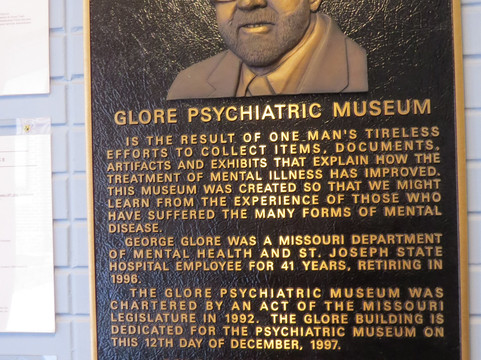 GLORE PSYCHIATRIC MUSEUM
IS THE RESULT OF ONE MAN'S TIRELESS
EFFORTS TO COLLECT ITEMS, DOCUMENTS,
ARTIFACTS AND EXHIBITS THAT EXPLAIN HOW THE
TREATMENT OF MENTAL ILLNESS HAS IMPROVED.
THIS MUSEUM WAS CREATED SO THAT WE MIGHT
LEARN FROM THE EXPERIENCE OF THOSE WHO
HAVE SUFFERED THE MANY FORMS OF MENTAL
DISEASE.
GEORGE GLORE WAS A MISSOURI DEPARTMENT
OF MENTAL HEALTH AND ST. JOSEPH STATE
HOSPITAL EMPLOYEE FOR 41 YEARS, RETIRING IN
1996.
THE GLORE PSYCHIATRIC MUSEUM WAS
CHARTERED BY AN ACT OF THE MISSOURI
LEGISLATURE IN 1992. THE GLORE BUILDING IS
DEDICATED FOR THE PSYCHIATRIC MUSEUM ON
THIS 12TH DAY OF DECEMBER, 1997.